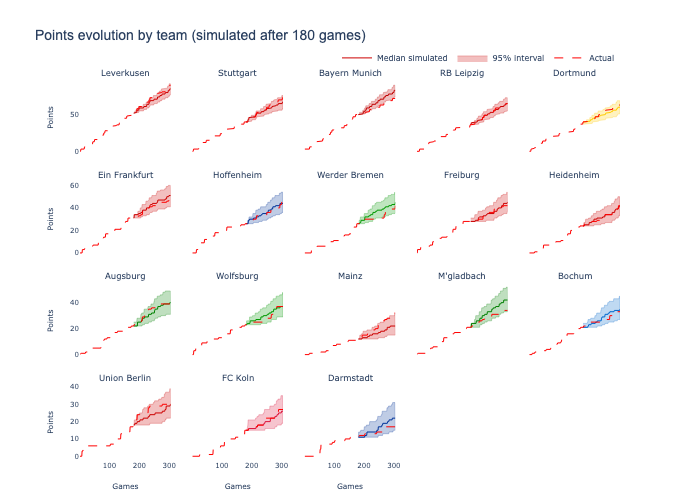 Points evolution by team (simulated after 180 games)
Median simulated 95% interval Actual
Leverkusen Stuttgart Bayern Munich RB Leipzig Dortmund
Points
50
0
Ein Frankfurt Hoffenheim Werder Bremen Freiburg Heidenheim
Points
60
40
20
0
Augsburg Wolfsburg Mainz M'gladbach Bochum
Points
40
20
0
Union Berlin FC Koln Darmstadt
Points
40
30
20
10
0
100 200 300 100 200 300 100 200 300
Games Games Games